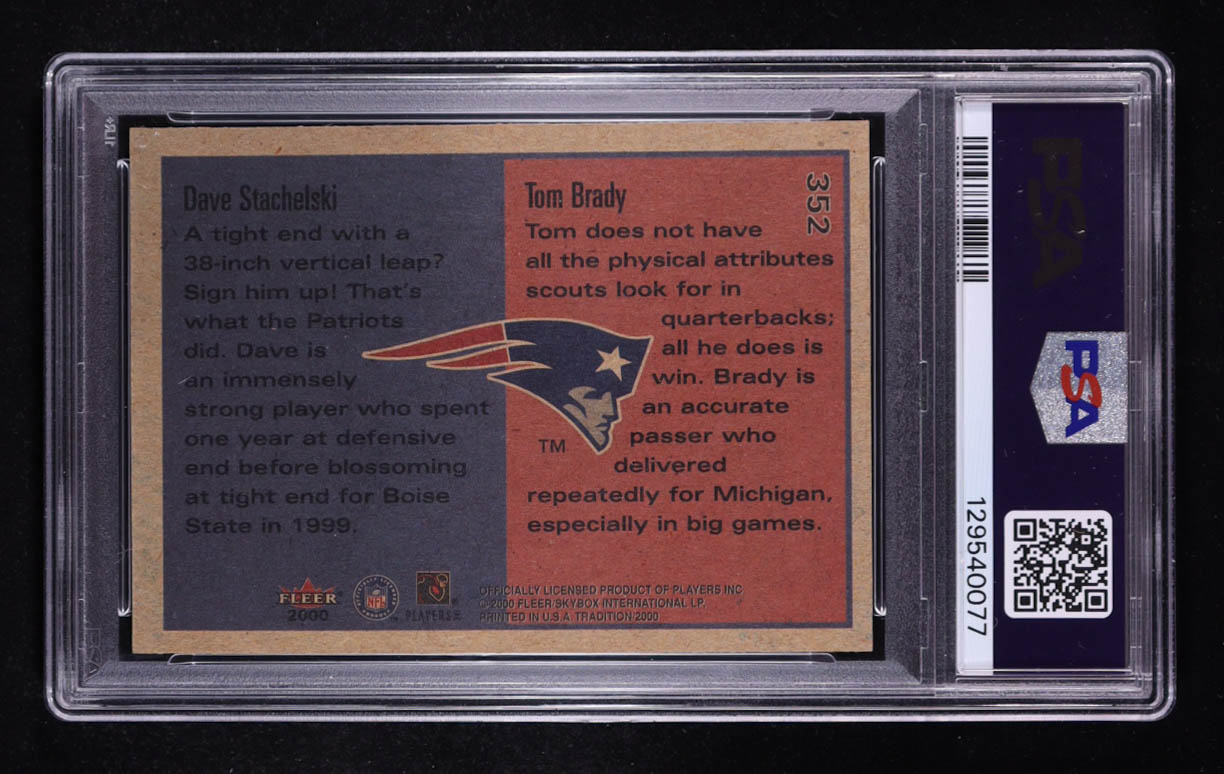 Dave Stachelski
A tight end with a
38-inch vertical leap?
Sign him up! That's
what the Patriots
did. Dave is
an immensely
strong player who spent
one year at defensive
end before blossoming
at tight end for Boise
State in 1999.
Tom Brady
352
Tom does not have
all the physical attributes
scouts look for in
quarterbacks;
all he does is
win. Brady is
an accurate
passer who
delivered
repeatedly for Michigan,
especially in big games.
TM
FLEER
2000
NFL
PLAYERS INC
OFFICIALLY LICENSED PRODUCT OF PLAYERS INC
©2000 FLEER/SKYBOX INTERNATIONAL LP.
PRINTED IN U.S.A TRADITION 2000
PSA
PSA
129540077